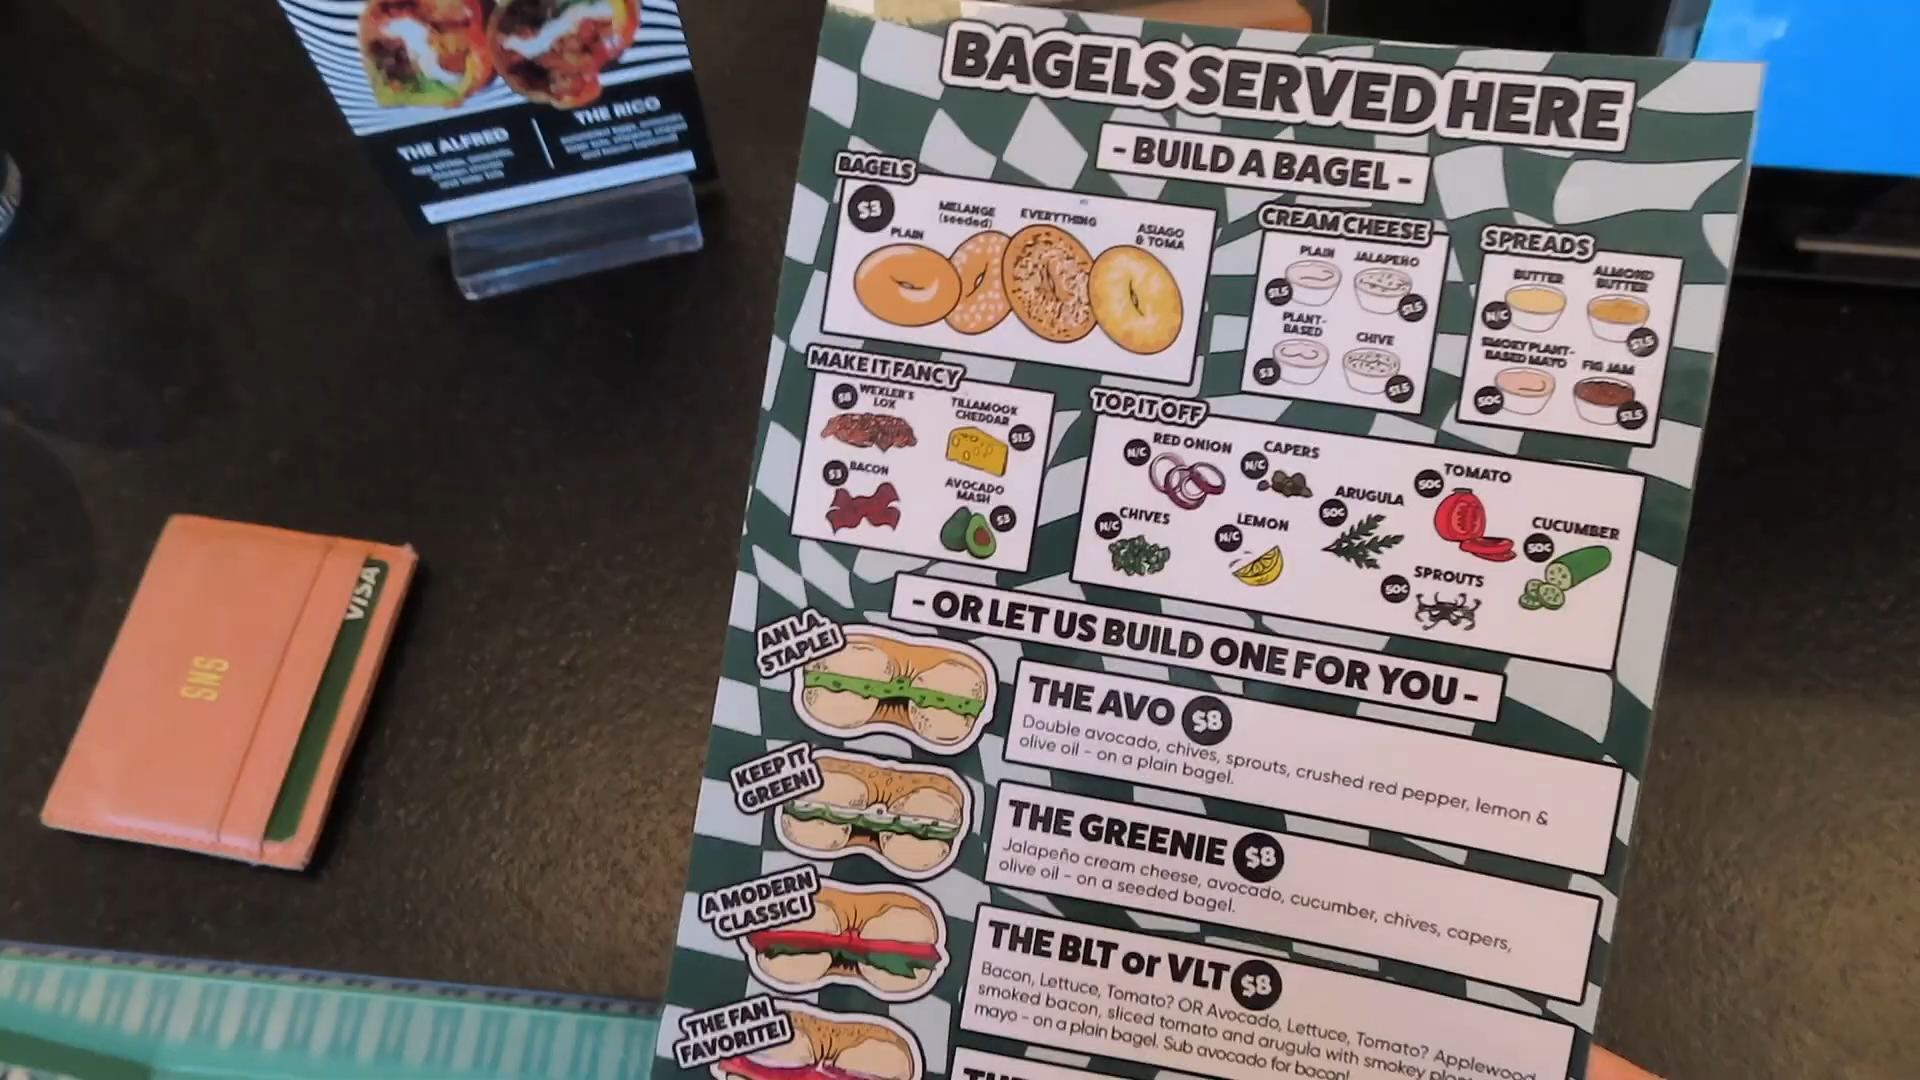 THE ALFRED
THE RICO
VISA
SNS
BAGELS SERVED HERE
- BUILD A BAGEL -
BAGELS
$3
PLAIN
MELANGE
(seeded)
EVERYTHING
ASIAGO
& TOMA
CREAM CHEESE
PLAIN
$1.5
JALAPEÑO
$1.5
PLANT-
BASED
$3
CHIVE
$1.5
SPREADS
BUTTER
N/C
ALMOND
BUTTER
$1.5
SMOKY PLANT-
BASED MAYO
50¢
FIG JAM
$1.5
MAKE IT FANCY
WEXLER'S
LOX
TILLAMOOK
CHEDDAR
$1.5
$3
BACON
AVOCADO
MASH
$3
TOP IT OFF
N/C
RED ONION
N/C
CAPERS
50¢
ARUGULA
50¢
TOMATO
50¢
CUCUMBER
N/C
CHIVES
N/C
LEMON
50¢
SPROUTS
- OR LET US BUILD ONE FOR YOU -
AN L.A.
STAPLE!
THE AVO $8
Double avocado, chives, sprouts, crushed red pepper, lemon &
olive oil - on a plain bagel.
KEEP IT
GREEN!
THE GREENIE $8
Jalapeño cream cheese, avocado, cucumber, chives, capers,
olive oil - on a seeded bagel.
A MODERN
CLASSIC!
THE BLT or VLT $8
Bacon, Lettuce, Tomato? OR Avocado, Lettuce, Tomato? Applewood
smoked bacon, sliced tomato and arugula with smokey
mayo - on a plain bagel. Sub avocado for bacon!
THE FAN
FAVORITE!